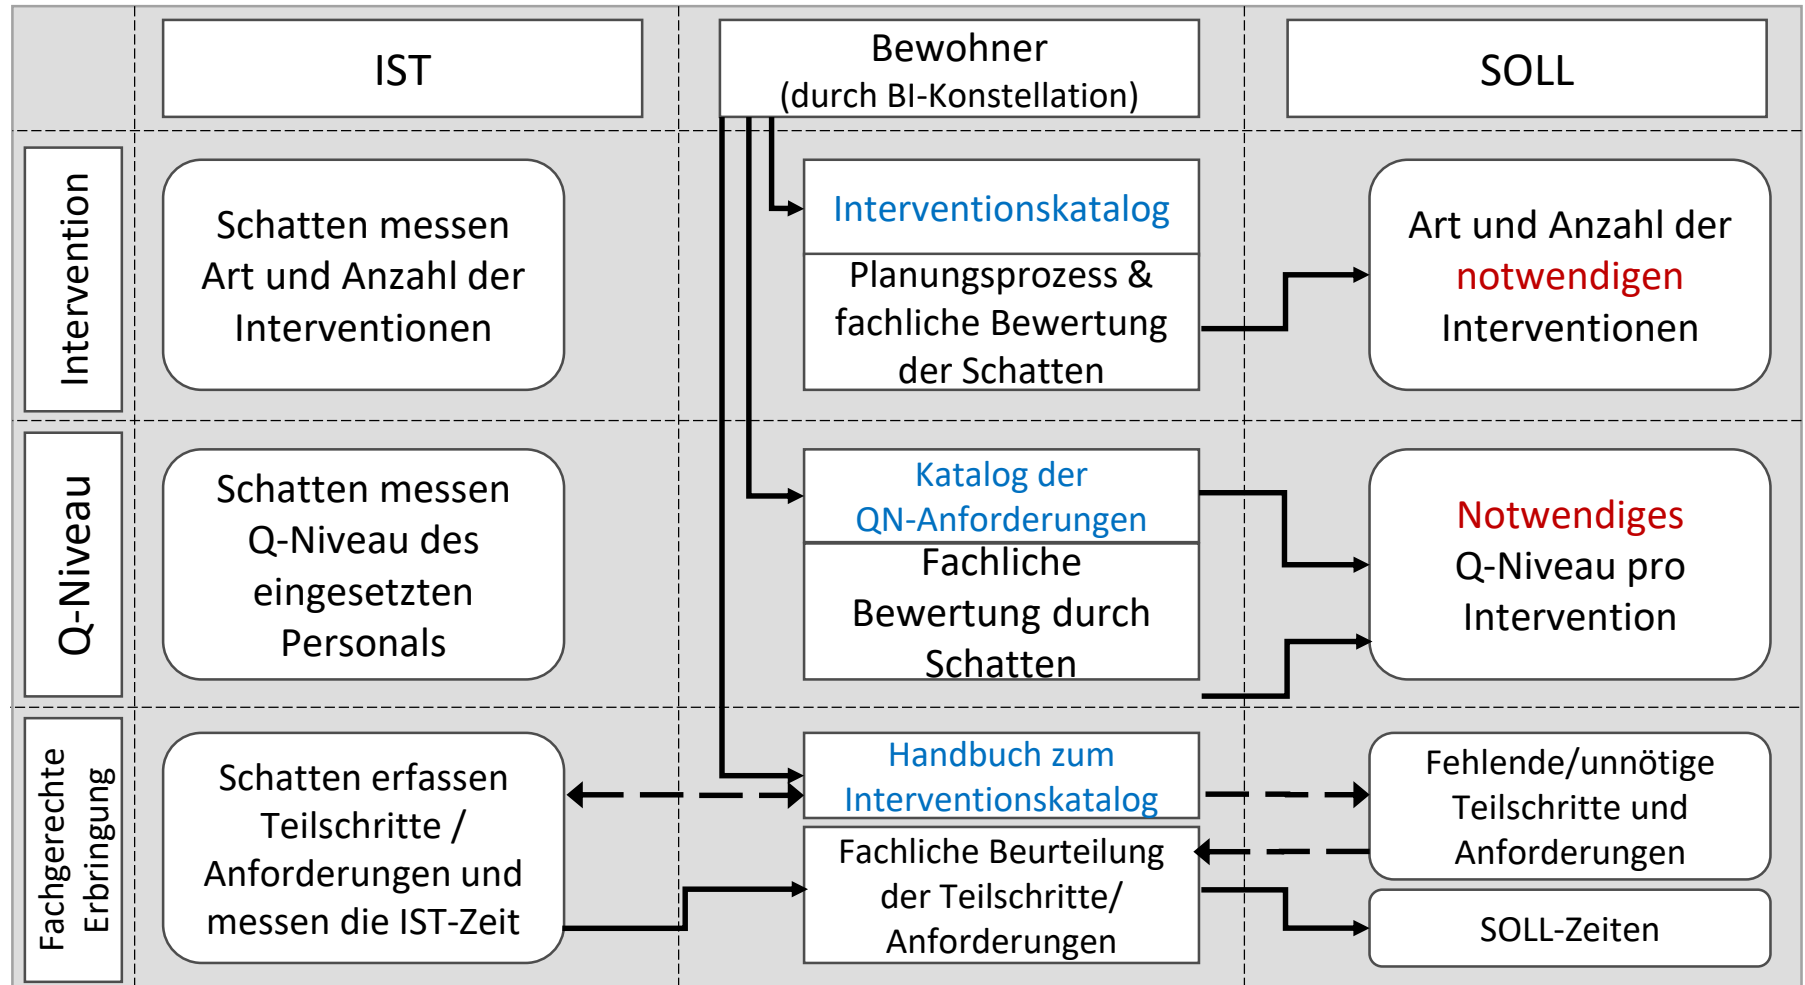 IST
Bewohner
(durch BI-Konstellation)
SOLL
Intervention
Schatten messen
Art und Anzahl der
Interventionen
Interventionskatalog
Planungsprozess &
fachliche Bewertung
der Schatten
Art und Anzahl der
notwendigen
Interventionen
Q-Niveau
Schatten messen
Q-Niveau des
eingesetzten
Personals
Katalog der
QN-Anforderungen
Fachliche
Bewertung durch
Schatten
Notwendiges
Q-Niveau pro
Intervention
Fachgerechte
Erbringung
Schatten erfassen
Teilschritte /
Anforderungen und
messen die IST-Zeit
Handbuch zum
Interventionskatalog
Fachliche Beurteilung
der Teilschritte/
Anforderungen
Fehlende/unnötige
Teilschritte und
Anforderungen
SOLL-Zeiten